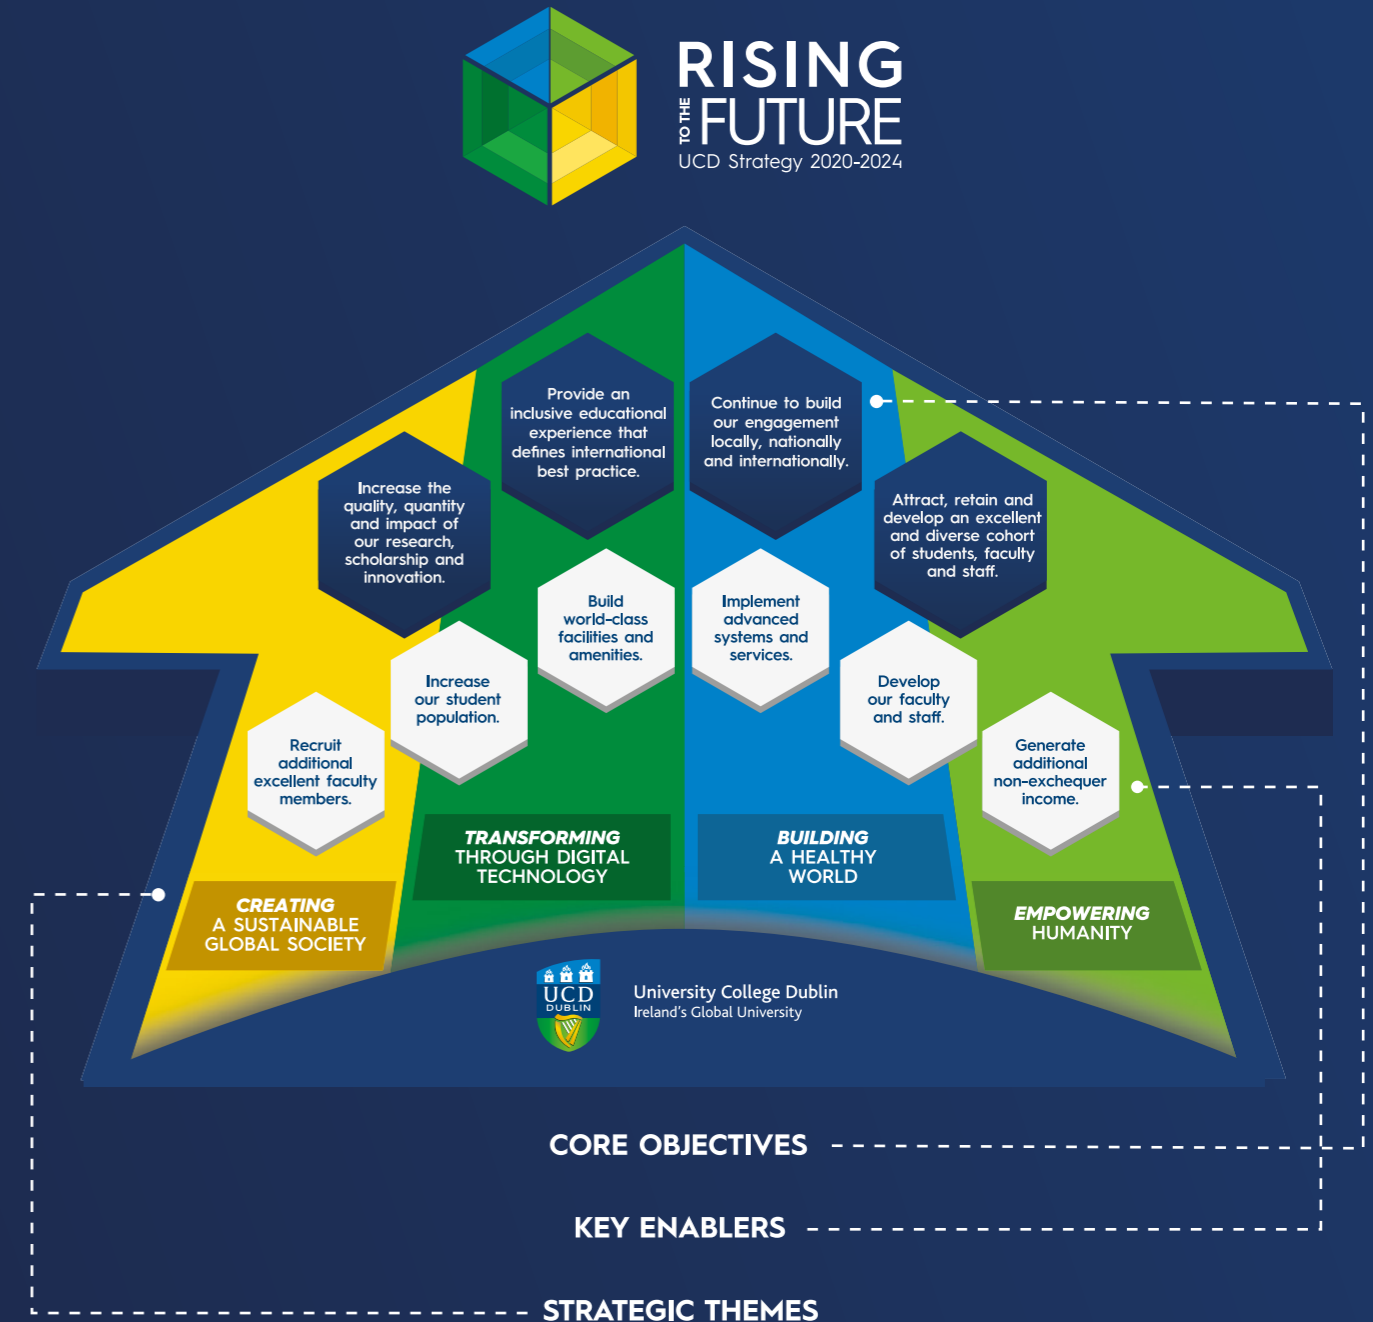 RISING
TO THE
FUTURE
UCD Strategy 2020-2024
Provide an
inclusive educational
experience that
defines international
best practice.
Continue to build
our engagement
locally, nationally
and internationally.
Increase the
quality, quantity
and impact of
our research,
scholarship and
innovation.
Attract, retain and
develop an excellent
and diverse cohort
of students, faculty
and staff.
Build
world-class
facilities and
amenities.
Implement
advanced
systems and
services.
Increase
our student
population.
Develop
our faculty
and staff.
Recruit
additional
excellent faculty
members.
Generate
additional
non-exchequer
income.
TRANSFORMING
THROUGH DIGITAL
TECHNOLOGY
BUILDING
A HEALTHY
WORLD
CREATING
A SUSTAINABLE
GLOBAL SOCIETY
EMPOWERING
HUMANITY
UCD
DUBLIN
University College Dublin
Ireland's Global University
CORE OBJECTIVES
KEY ENABLERS
STRATEGIC THEMES